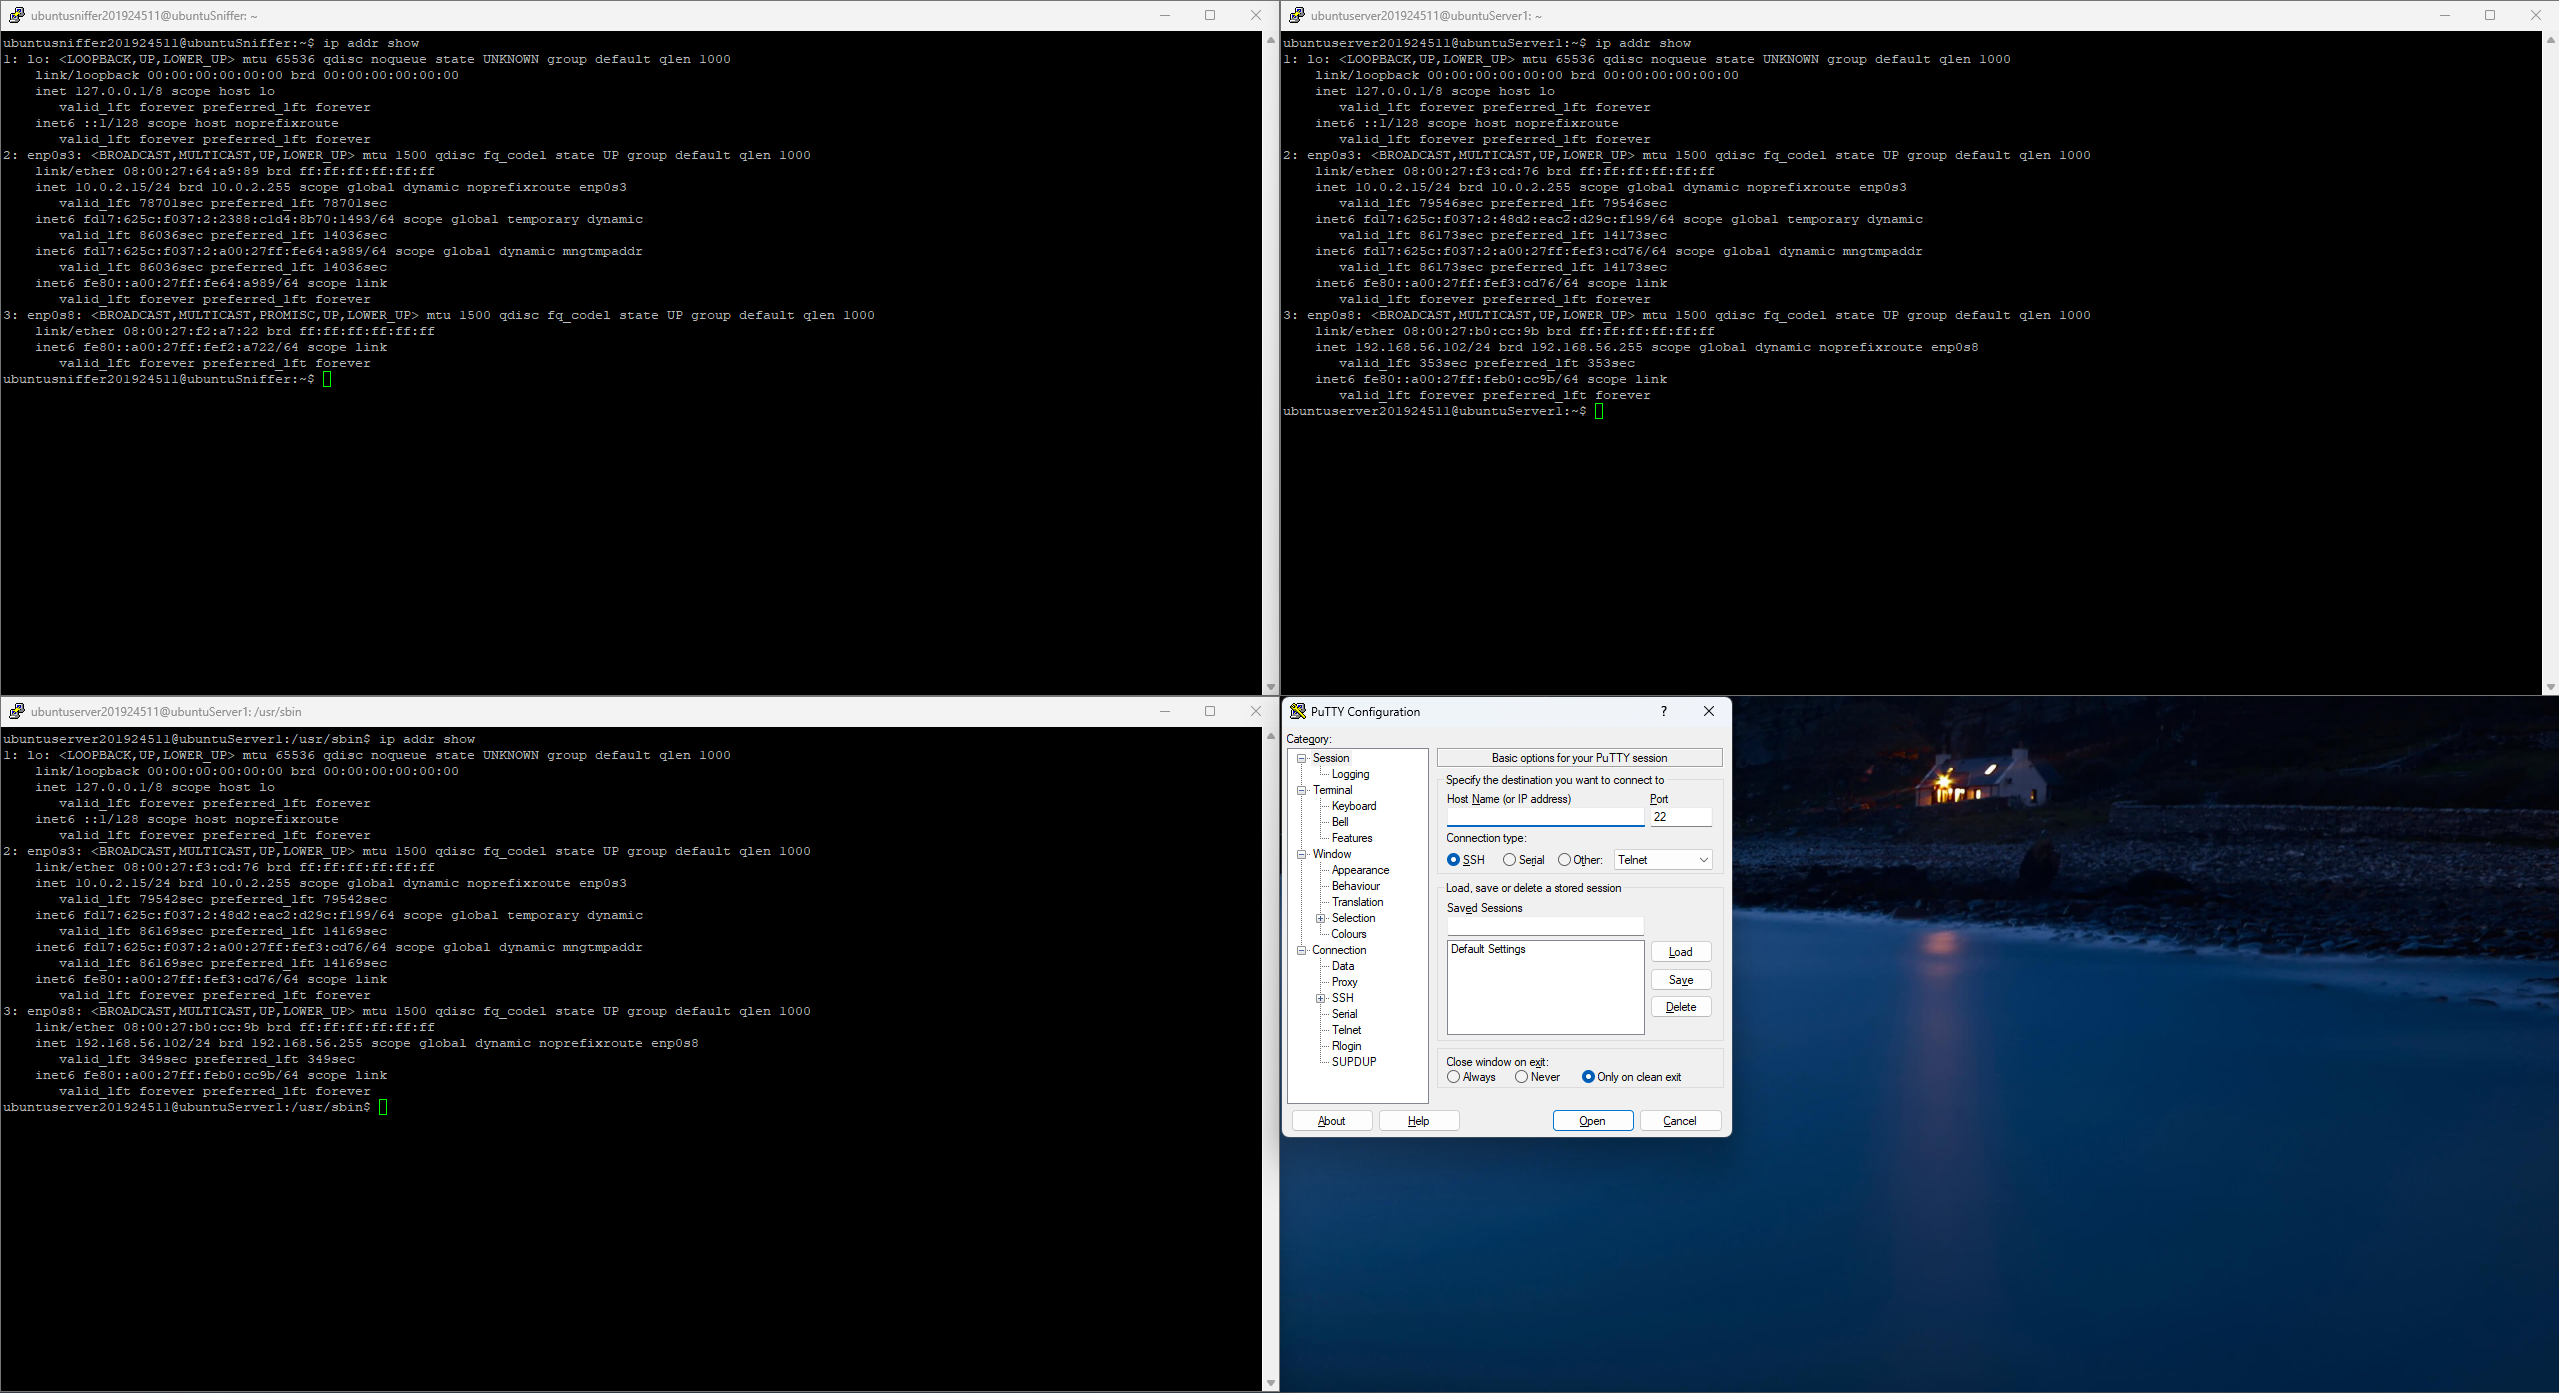 ubuntusniffer201924511@ubuntuSniffer: ~
ubuntusniffer201924511@ubuntuSniffer:~$ ip addr show
1: lo: <LOOPBACK,UP,LOWER_UP> mtu 65536 qdisc noqueue state UNKNOWN group default qlen 1000
link/loopback 00:00:00:00:00:00 brd 00:00:00:00:00:00
inet 127.0.0.1/8 scope host lo
valid_lft forever preferred_lft forever
inet6 ::1/128 scope host noprefixroute
valid_lft forever preferred_lft forever
2: enp0s3: <BROADCAST,MULTICAST,UP,LOWER_UP> mtu 1500 qdisc fq_codel state UP group default qlen 1000
link/ether 08:00:27:64:a9:89 brd ff:ff:ff:ff:ff:ff
inet 10.0.2.15/24 brd 10.0.2.255 scope global dynamic noprefixroute enp0s3
valid_lft 78701sec preferred_lft 78701sec
inet6 fd17:625c:f037:2:2388:c1d4:8b70:1493/64 scope global temporary dynamic
valid_lft 86036sec preferred_lft 14036sec
inet6 fd17:625c:f037:2:a00:27ff:fe64:a989/64 scope global dynamic mngtmpaddr
valid_lft 86036sec preferred_lft 14036sec
inet6 fe80::a00:27ff:fe64:a989/64 scope link
valid_lft forever preferred_lft forever
3: enp0s8: <BROADCAST,MULTICAST,PROMISC,UP,LOWER_UP> mtu 1500 qdisc fq_codel state UP group default qlen 1000
link/ether 08:00:27:f2:a7:22 brd ff:ff:ff:ff:ff:ff
inet6 fe80::a00:27ff:fef2:a722/64 scope link
valid_lft forever preferred_lft forever
ubuntusniffer201924511@ubuntuSniffer:~$
ubuntuserver201924511@ubuntuServer1: ~
ubuntuserver201924511@ubuntuServer1:~$ ip addr show
1: lo: <LOOPBACK,UP,LOWER_UP> mtu 65536 qdisc noqueue state UNKNOWN group default qlen 1000
link/loopback 00:00:00:00:00:00 brd 00:00:00:00:00:00
inet 127.0.0.1/8 scope host lo
valid_lft forever preferred_lft forever
inet6 ::1/128 scope host noprefixroute
valid_lft forever preferred_lft forever
2: enp0s3: <BROADCAST,MULTICAST,UP,LOWER_UP> mtu 1500 qdisc fq_codel state UP group default qlen 1000
link/ether 08:00:27:f3:cd:76 brd ff:ff:ff:ff:ff:ff
inet 10.0.2.15/24 brd 10.0.2.255 scope global dynamic noprefixroute enp0s3
valid_lft 79546sec preferred_lft 79546sec
inet6 fd17:625c:f037:2:48d2:eac2:d29c:f199/64 scope global temporary dynamic
valid_lft 86173sec preferred_lft 14173sec
inet6 fd17:625c:f037:2:a00:27ff:fef3:cd76/64 scope global dynamic mngtmpaddr
valid_lft 86173sec preferred_lft 14173sec
inet6 fe80::a00:27ff:fef3:cd76/64 scope link
valid_lft forever preferred_lft forever
3: enp0s8: <BROADCAST,MULTICAST,UP,LOWER_UP> mtu 1500 qdisc fq_codel state UP group default qlen 1000
link/ether 08:00:27:b0:cc:9b brd ff:ff:ff:ff:ff:ff
inet 192.168.56.102/24 brd 192.168.56.255 scope global dynamic noprefixroute enp0s8
valid_lft 353sec preferred_lft 353sec
inet6 fe80::a00:27ff:feb0:cc9b/64 scope link
valid_lft forever preferred_lft forever
ubuntuserver201924511@ubuntuServer1:~$
ubuntuserver201924511@ubuntuServer1: /usr/sbin
ubuntuserver201924511@ubuntuServer1:/usr/sbin$ ip addr show
1: lo: <LOOPBACK,UP,LOWER_UP> mtu 65536 qdisc noqueue state UNKNOWN group default qlen 1000
link/loopback 00:00:00:00:00:00 brd 00:00:00:00:00:00
inet 127.0.0.1/8 scope host lo
valid_lft forever preferred_lft forever
inet6 ::1/128 scope host noprefixroute
valid_lft forever preferred_lft forever
2: enp0s3: <BROADCAST,MULTICAST,UP,LOWER_UP> mtu 1500 qdisc fq_codel state UP group default qlen 1000
link/ether 08:00:27:f3:cd:76 brd ff:ff:ff:ff:ff:ff
inet 10.0.2.15/24 brd 10.0.2.255 scope global dynamic noprefixroute enp0s3
valid_lft 79542sec preferred_lft 79542sec
inet6 fd17:625c:f037:2:48d2:eac2:d29c:f199/64 scope global temporary dynamic
valid_lft 86169sec preferred_lft 14169sec
inet6 fd17:625c:f037:2:a00:27ff:fef3:cd76/64 scope global dynamic mngtmpaddr
valid_lft 86169sec preferred_lft 14169sec
inet6 fe80::a00:27ff:fef3:cd76/64 scope link
valid_lft forever preferred_lft forever
3: enp0s8: <BROADCAST,MULTICAST,UP,LOWER_UP> mtu 1500 qdisc fq_codel state UP group default qlen 1000
link/ether 08:00:27:b0:cc:9b brd ff:ff:ff:ff:ff:ff
inet 192.168.56.102/24 brd 192.168.56.255 scope global dynamic noprefixroute enp0s8
valid_lft 349sec preferred_lft 349sec
inet6 fe80::a00:27ff:feb0:cc9b/64 scope link
valid_lft forever preferred_lft forever
ubuntuserver201924511@ubuntuServer1:/usr/sbin$
PuTTY Configuration
?
Category:
Session
Logging
Terminal
Keyboard
Bell
Features
Window
Appearance
Behaviour
Translation
Selection
Colours
Connection
Data
Proxy
SSH
Serial
Telnet
Rlogin
SUPDUP
Basic options for your PuTTY session
Specify the destination you want to connect to
Host Name (or IP address) Port
22
Connection type:
SSH Serial Other: Telnet
Load, save or delete a stored session
Saved Sessions
Default Settings
Load
Save
Delete
Close window on exit:
Always Never Only on clean exit
About Help Open Cancel